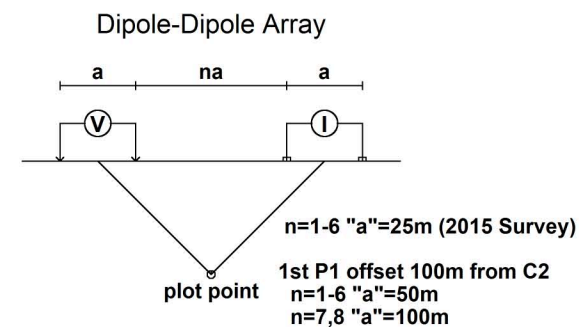 Dipole-Dipole Array
a na a
V I
n=1-6 "a"=25m (2015 Survey)
1st P1 offset 100m from C2
plot point
n=1-6 "a"=50m
n=7,8 "a"=100m